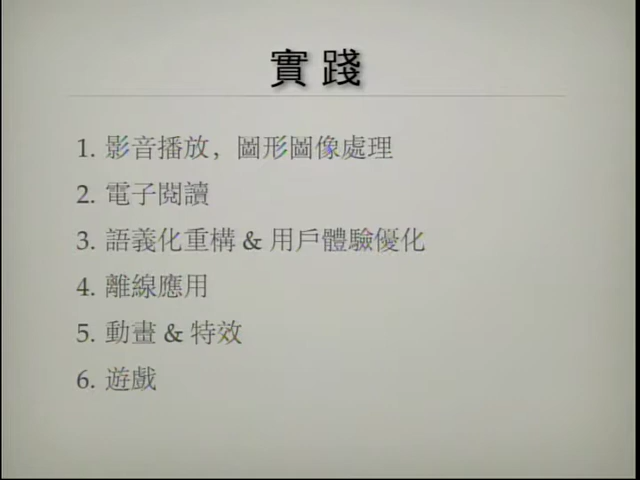 實踐
1. 影音播放，圖形圖像處理
2. 電子閱讀
3. 語義化重構 & 用戶體驗優化
4. 離線應用
5. 動畫 & 特效
6. 遊戲